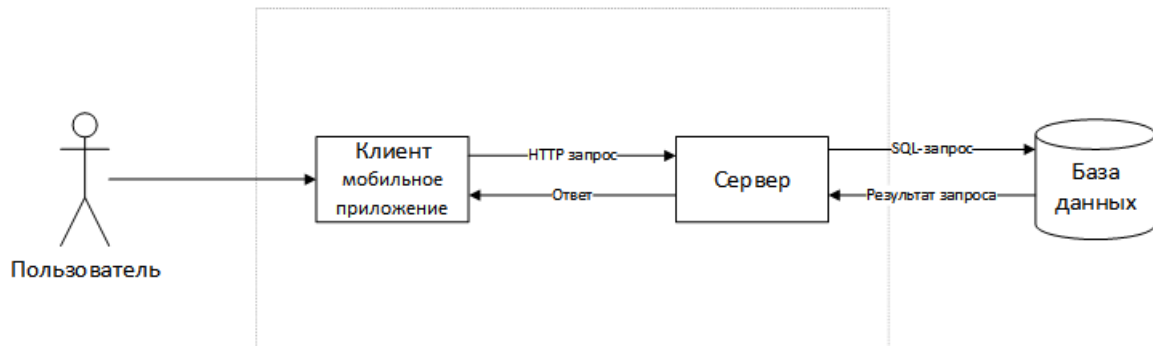 Пользователь
Клиент
мобильное
приложение
HTTP запрос
Ответ
Сервер
SQL-запрос
Результат запроса
База
данных